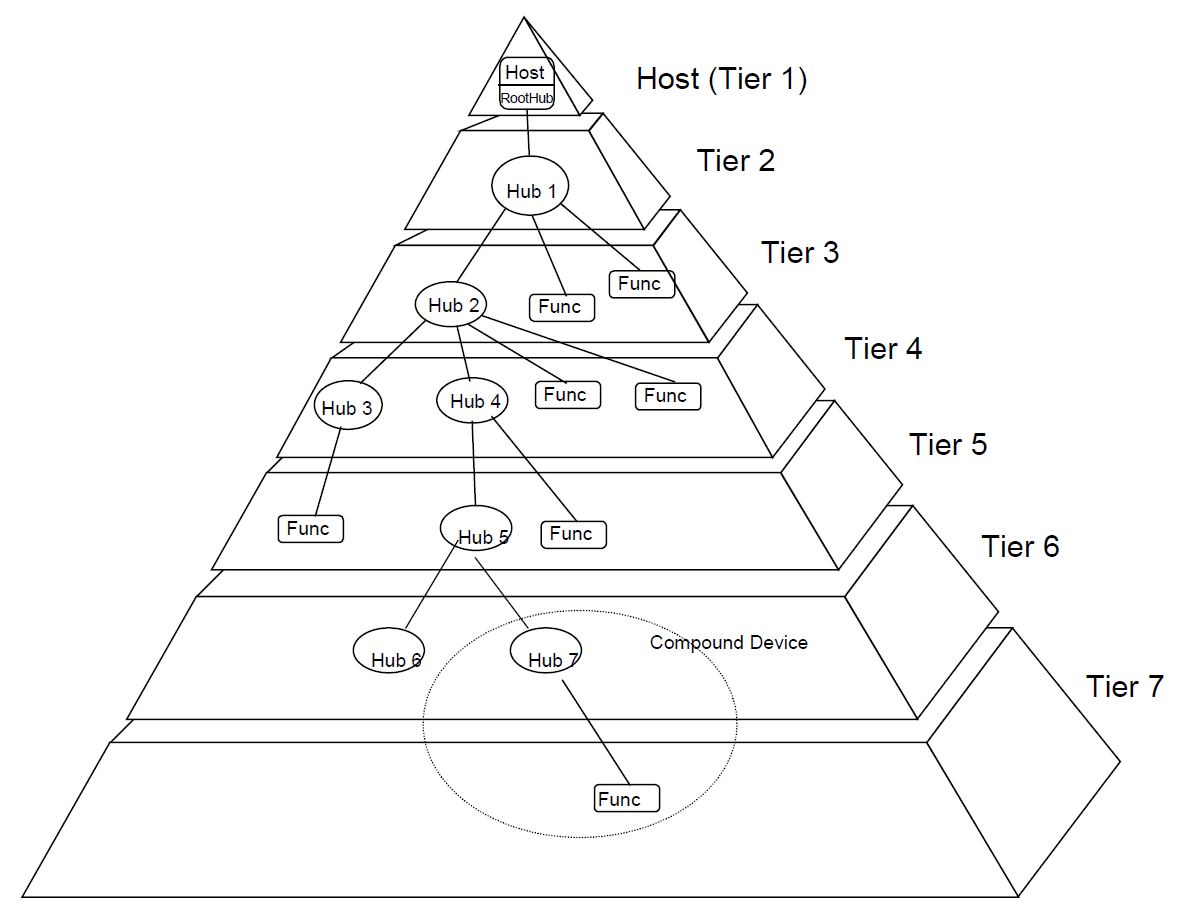 Host
RootHub
Host (Tier 1)
Hub 1
Tier 2
Hub 2
Func
Func
Tier 3
Hub 3
Hub 4
Func
Func
Tier 4
Func
Hub 5
Func
Tier 5
Hub 6
Hub 7
Compound Device
Tier 6
Func
Tier 7